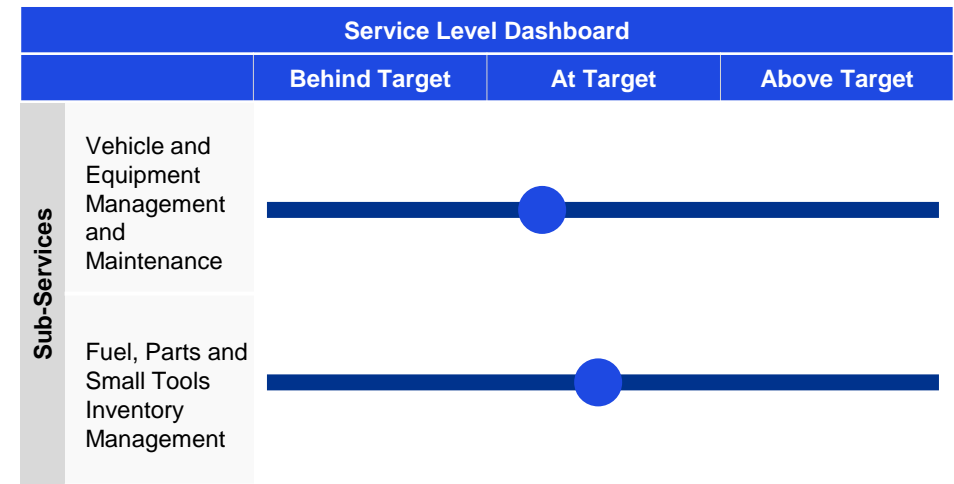 Service Level Dashboard
Behind Target
At Target
Above Target
Sub-Services
Vehicle and
Equipment
Management
and
Maintenance
Fuel, Parts and
Small Tools
Inventory
Management